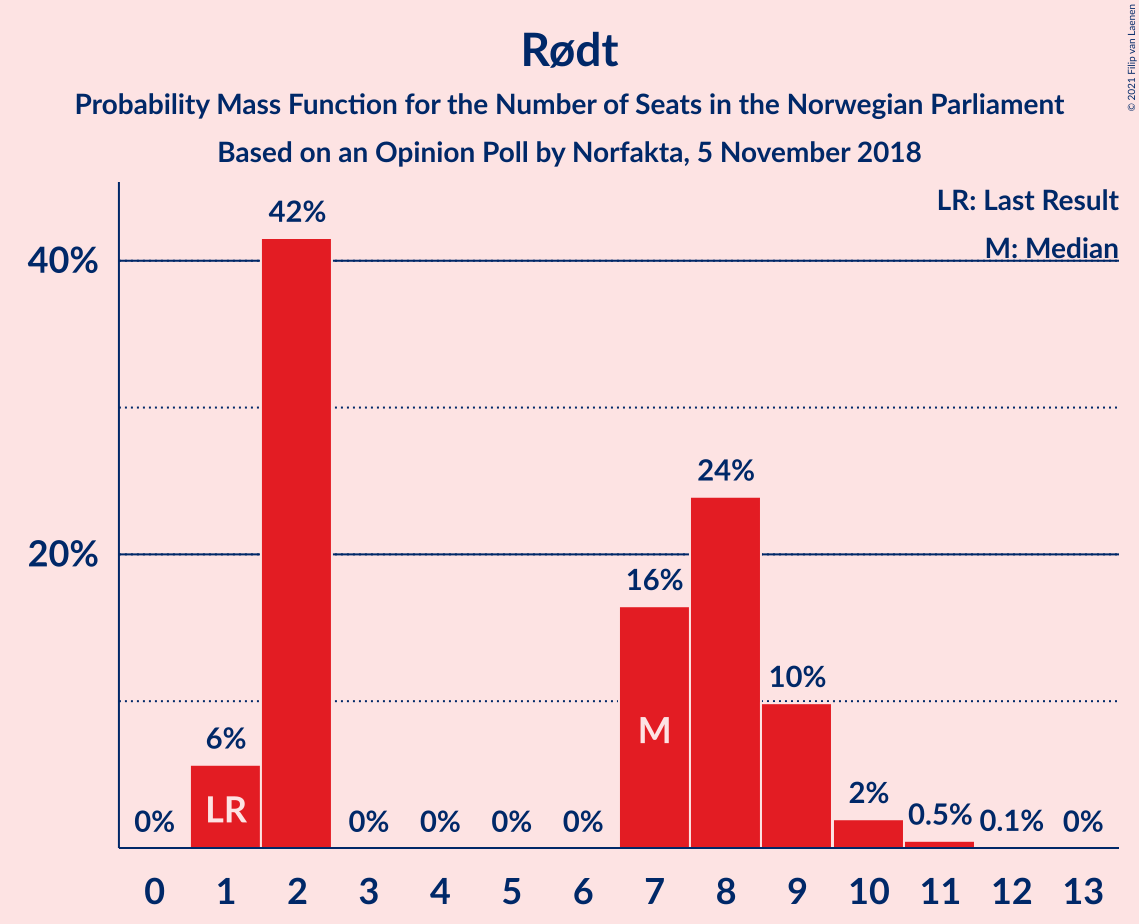 Rødt
Probability Mass Function for the Number of Seats in the Norwegian Parliament
Based on an Opinion Poll by Norfakta, 5 November 2018
© 2021 Filip van Laenen
LR: Last Result
M: Median
40%
20%
0%
6%
42%
0%
0%
0%
0%
16%
24%
10%
2%
0.5%
0.1%
0%
LR
M
0 1 2 3 4 5 6 7 8 9 10 11 12 13